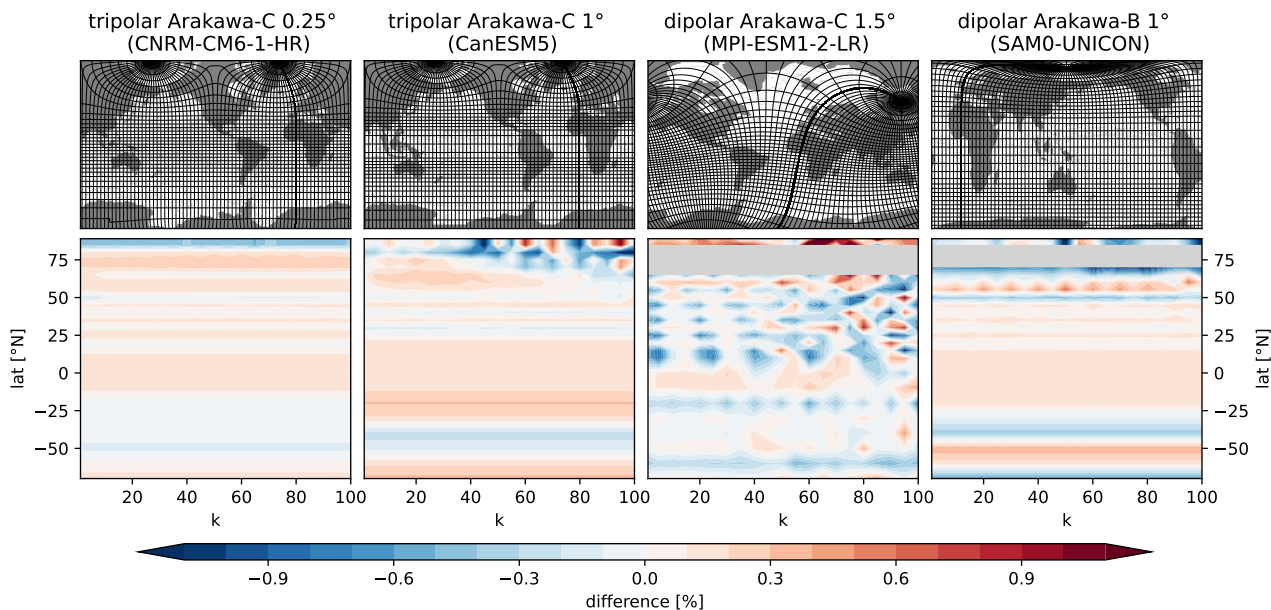 tripolar Arakawa-C 0.25°
(CNRM-CM6-1-HR)
tripolar Arakawa-C 1°
(CanESM5)
dipolar Arakawa-C 1.5°
(MPI-ESM1-2-LR)
dipolar Arakawa-B 1°
(SAM0-UNICON)
lat [°N]
75
50
25
0
−25
−50
20 40 60 80 100
k
20 40 60 80 100
k
20 40 60 80 100
k
20 40 60 80 100
k
75
50
25
0
−25
−50
lat [°N]
−0.9 −0.6 −0.3 0.0 0.3 0.6 0.9
difference [%]